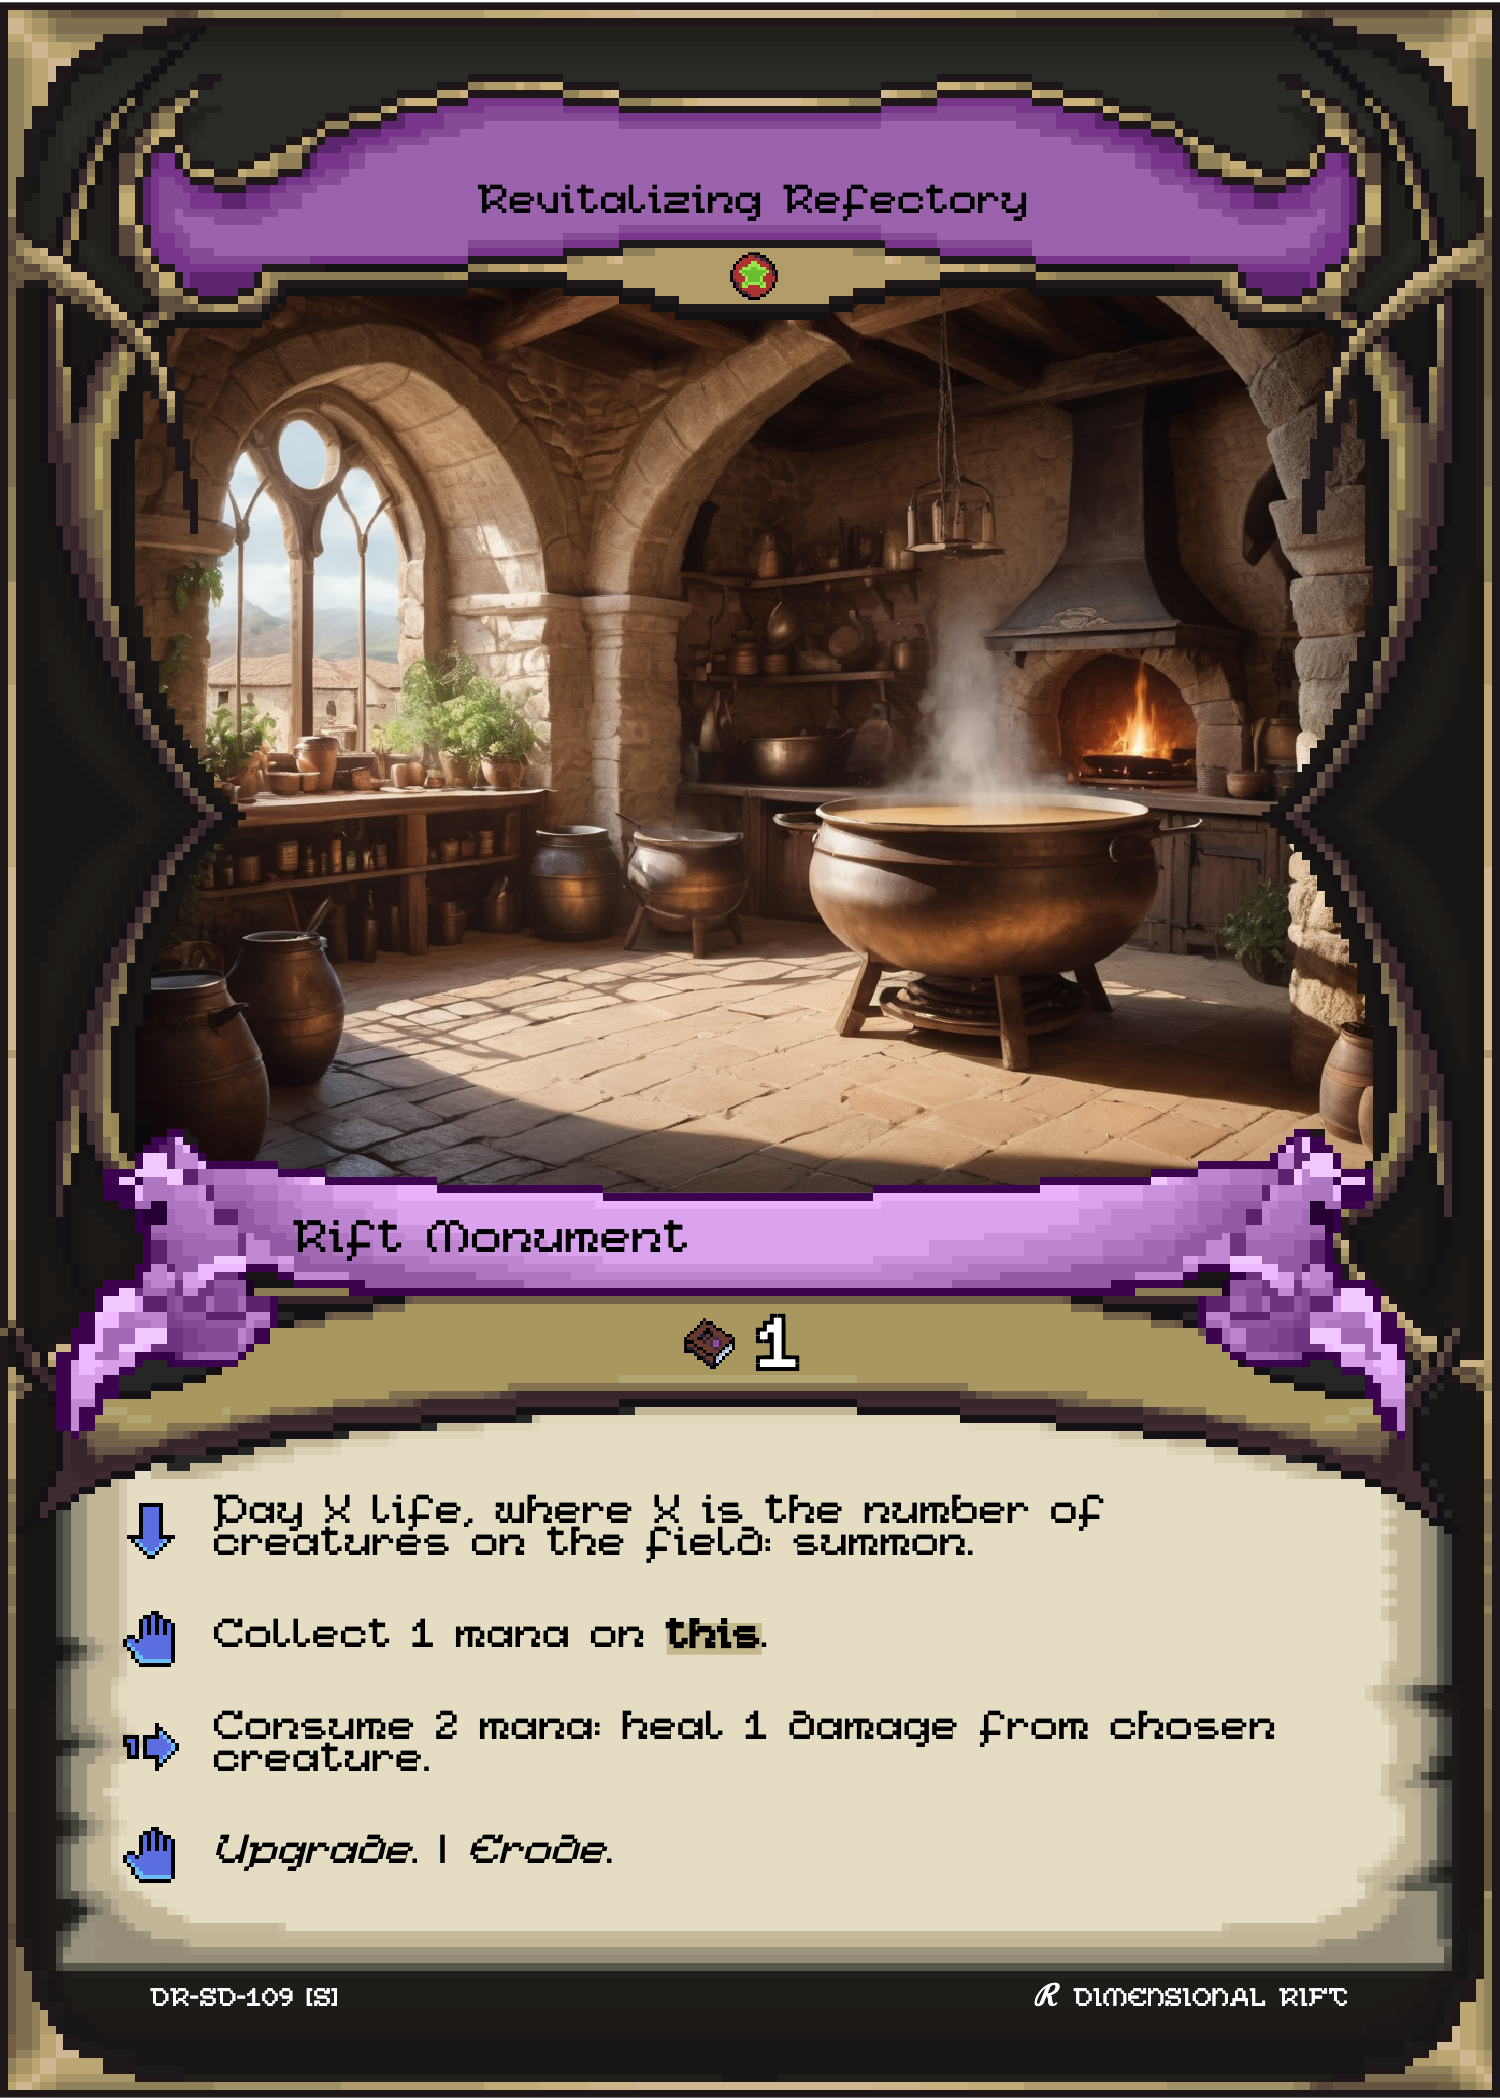 Revitalizing Refectory
Rift Monument
1
Pay X life, where X is the number of
creatures on the field: summon.
Collect 1 mana on this.
1
Consume 2 mana: heal 1 damage from chosen
creature.
Upgrade. | Erode.
DR-SD-109 [S]
R DIMENSIONAL RIFT